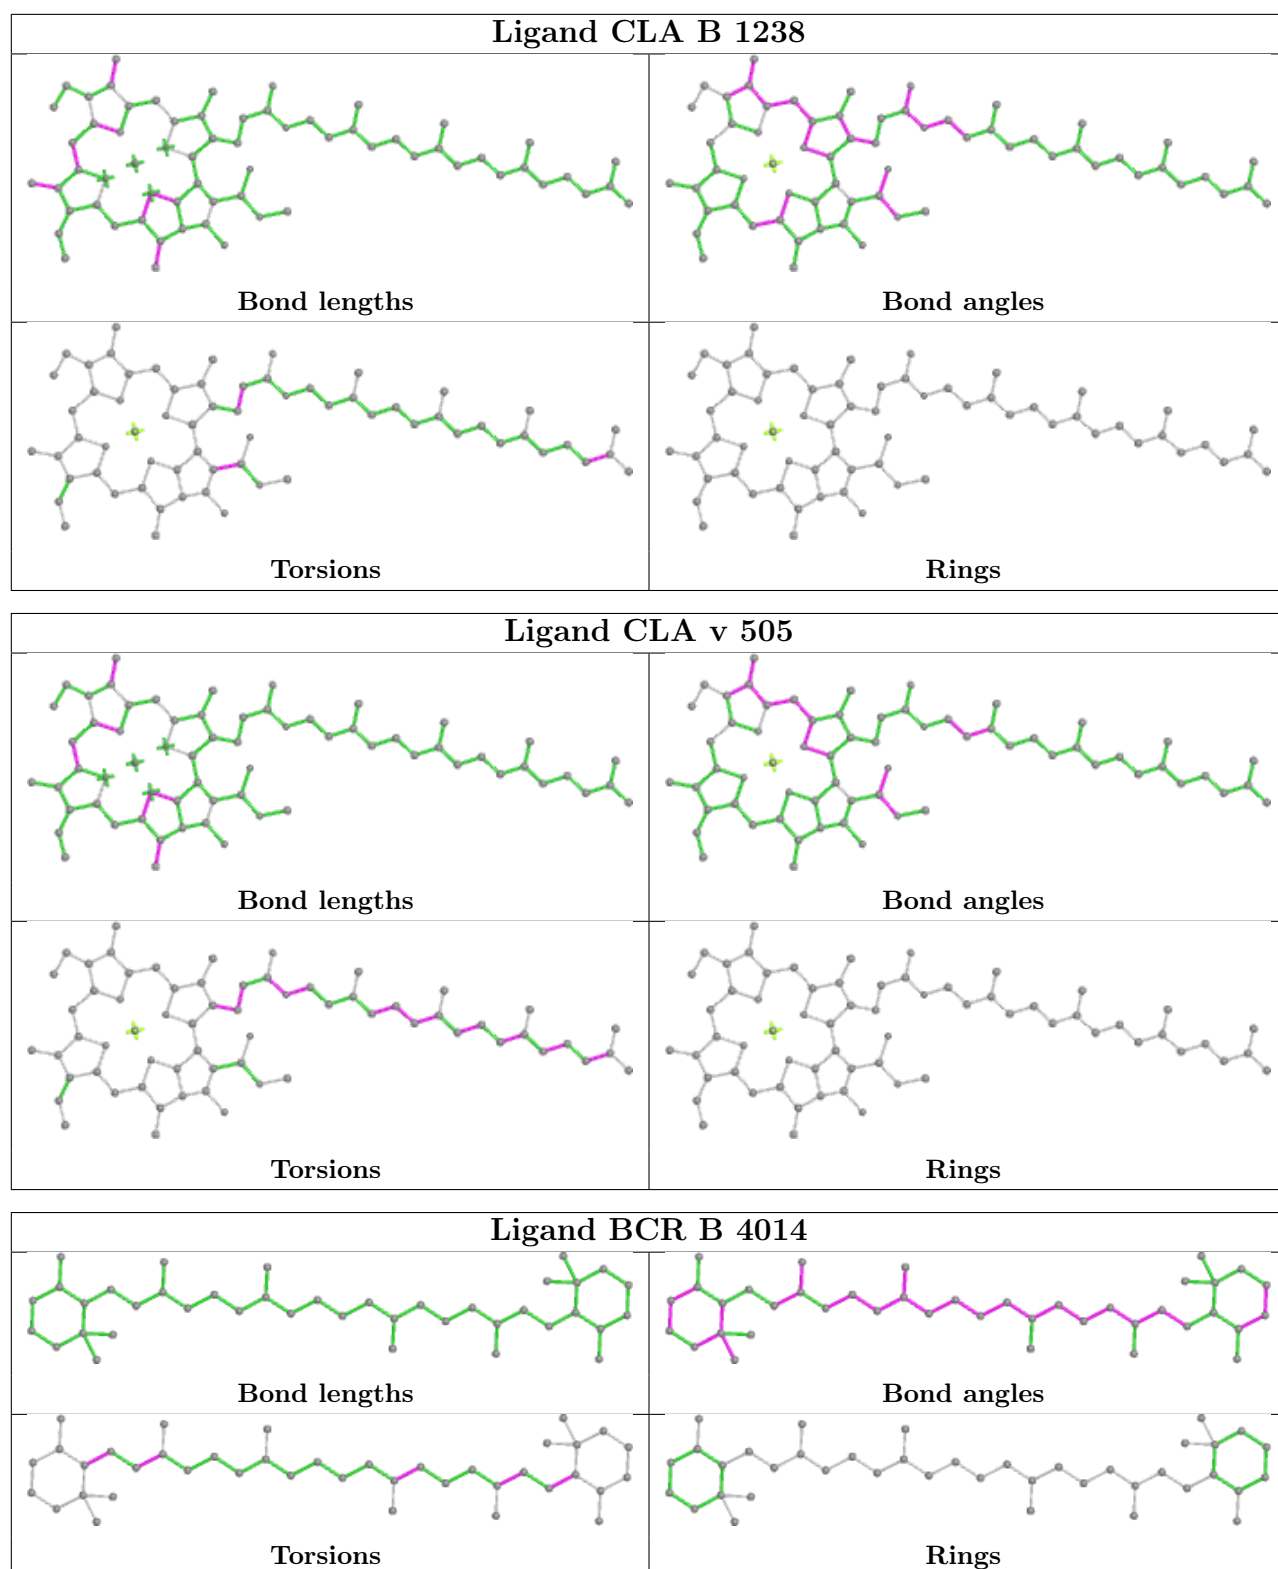 Ligand CLA B 1238
Bond lengths
Bond angles
Torsions
Rings
Ligand CLA v 505
Bond lengths
Bond angles
Torsions
Rings
Ligand BCR B 4014
Bond lengths
Bond angles
Torsions
Rings